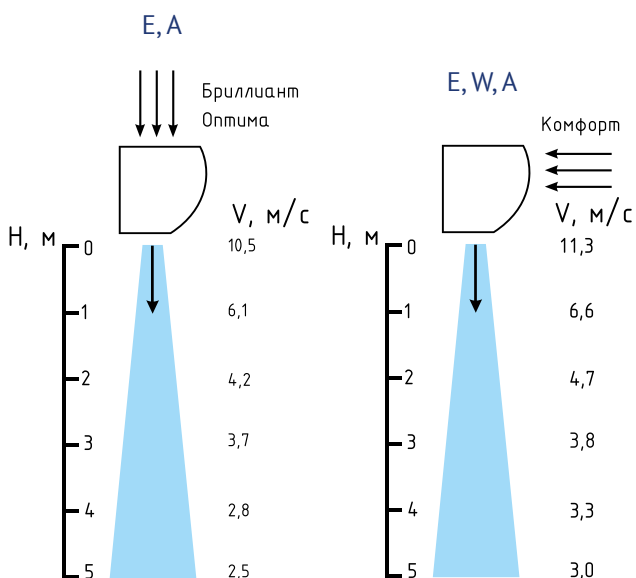 E, A
Бриллиант
Оптима
H, м
V, м/с
0
10,5
1
6,1
2
4,2
3
3,7
4
2,8
5
2,5
E, W, A
Комфорт
H, м
V, м/с
0
11,3
1
6,6
2
4,7
3
3,8
4
3,3
5
3,0